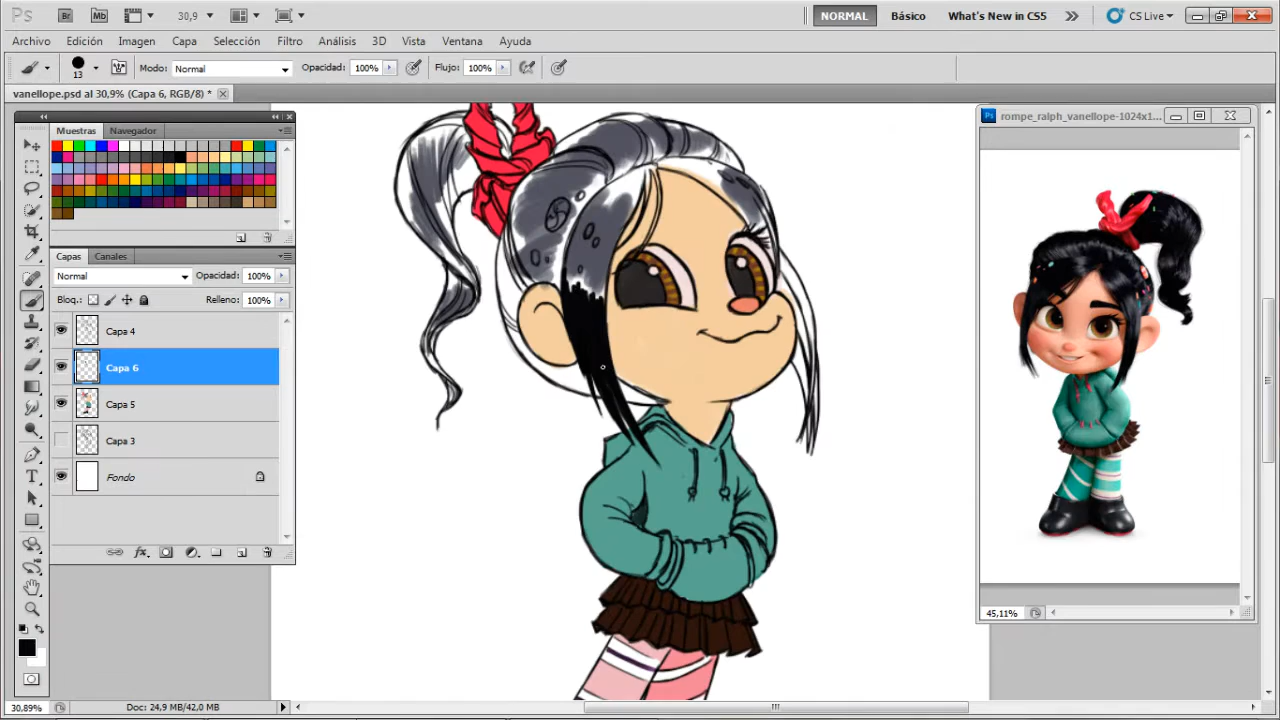 Ps Br Mb 30,9 NORMAL Básico What's New in CS5 CS Live
Archivo Edición Imagen Capa Selección Filtro Análisis 3D Vista Ventana Ayuda
13 Modo: Normal Opacidad: 100% Flujo: 100%
vanellope.psd al 30,9% (Capa 6, RGB/8) *
Ps rompe_ralph_vanellope-1024x1...
Muestras Navegador
Capas Canales
Normal Opacidad: 100%
Bloq.: Relleno: 100%
Capa 4
Capa 6
Capa 5
Capa 3
Fondo
fx
45,11%
30,89% Doc: 24,9 MB/42,0 MB